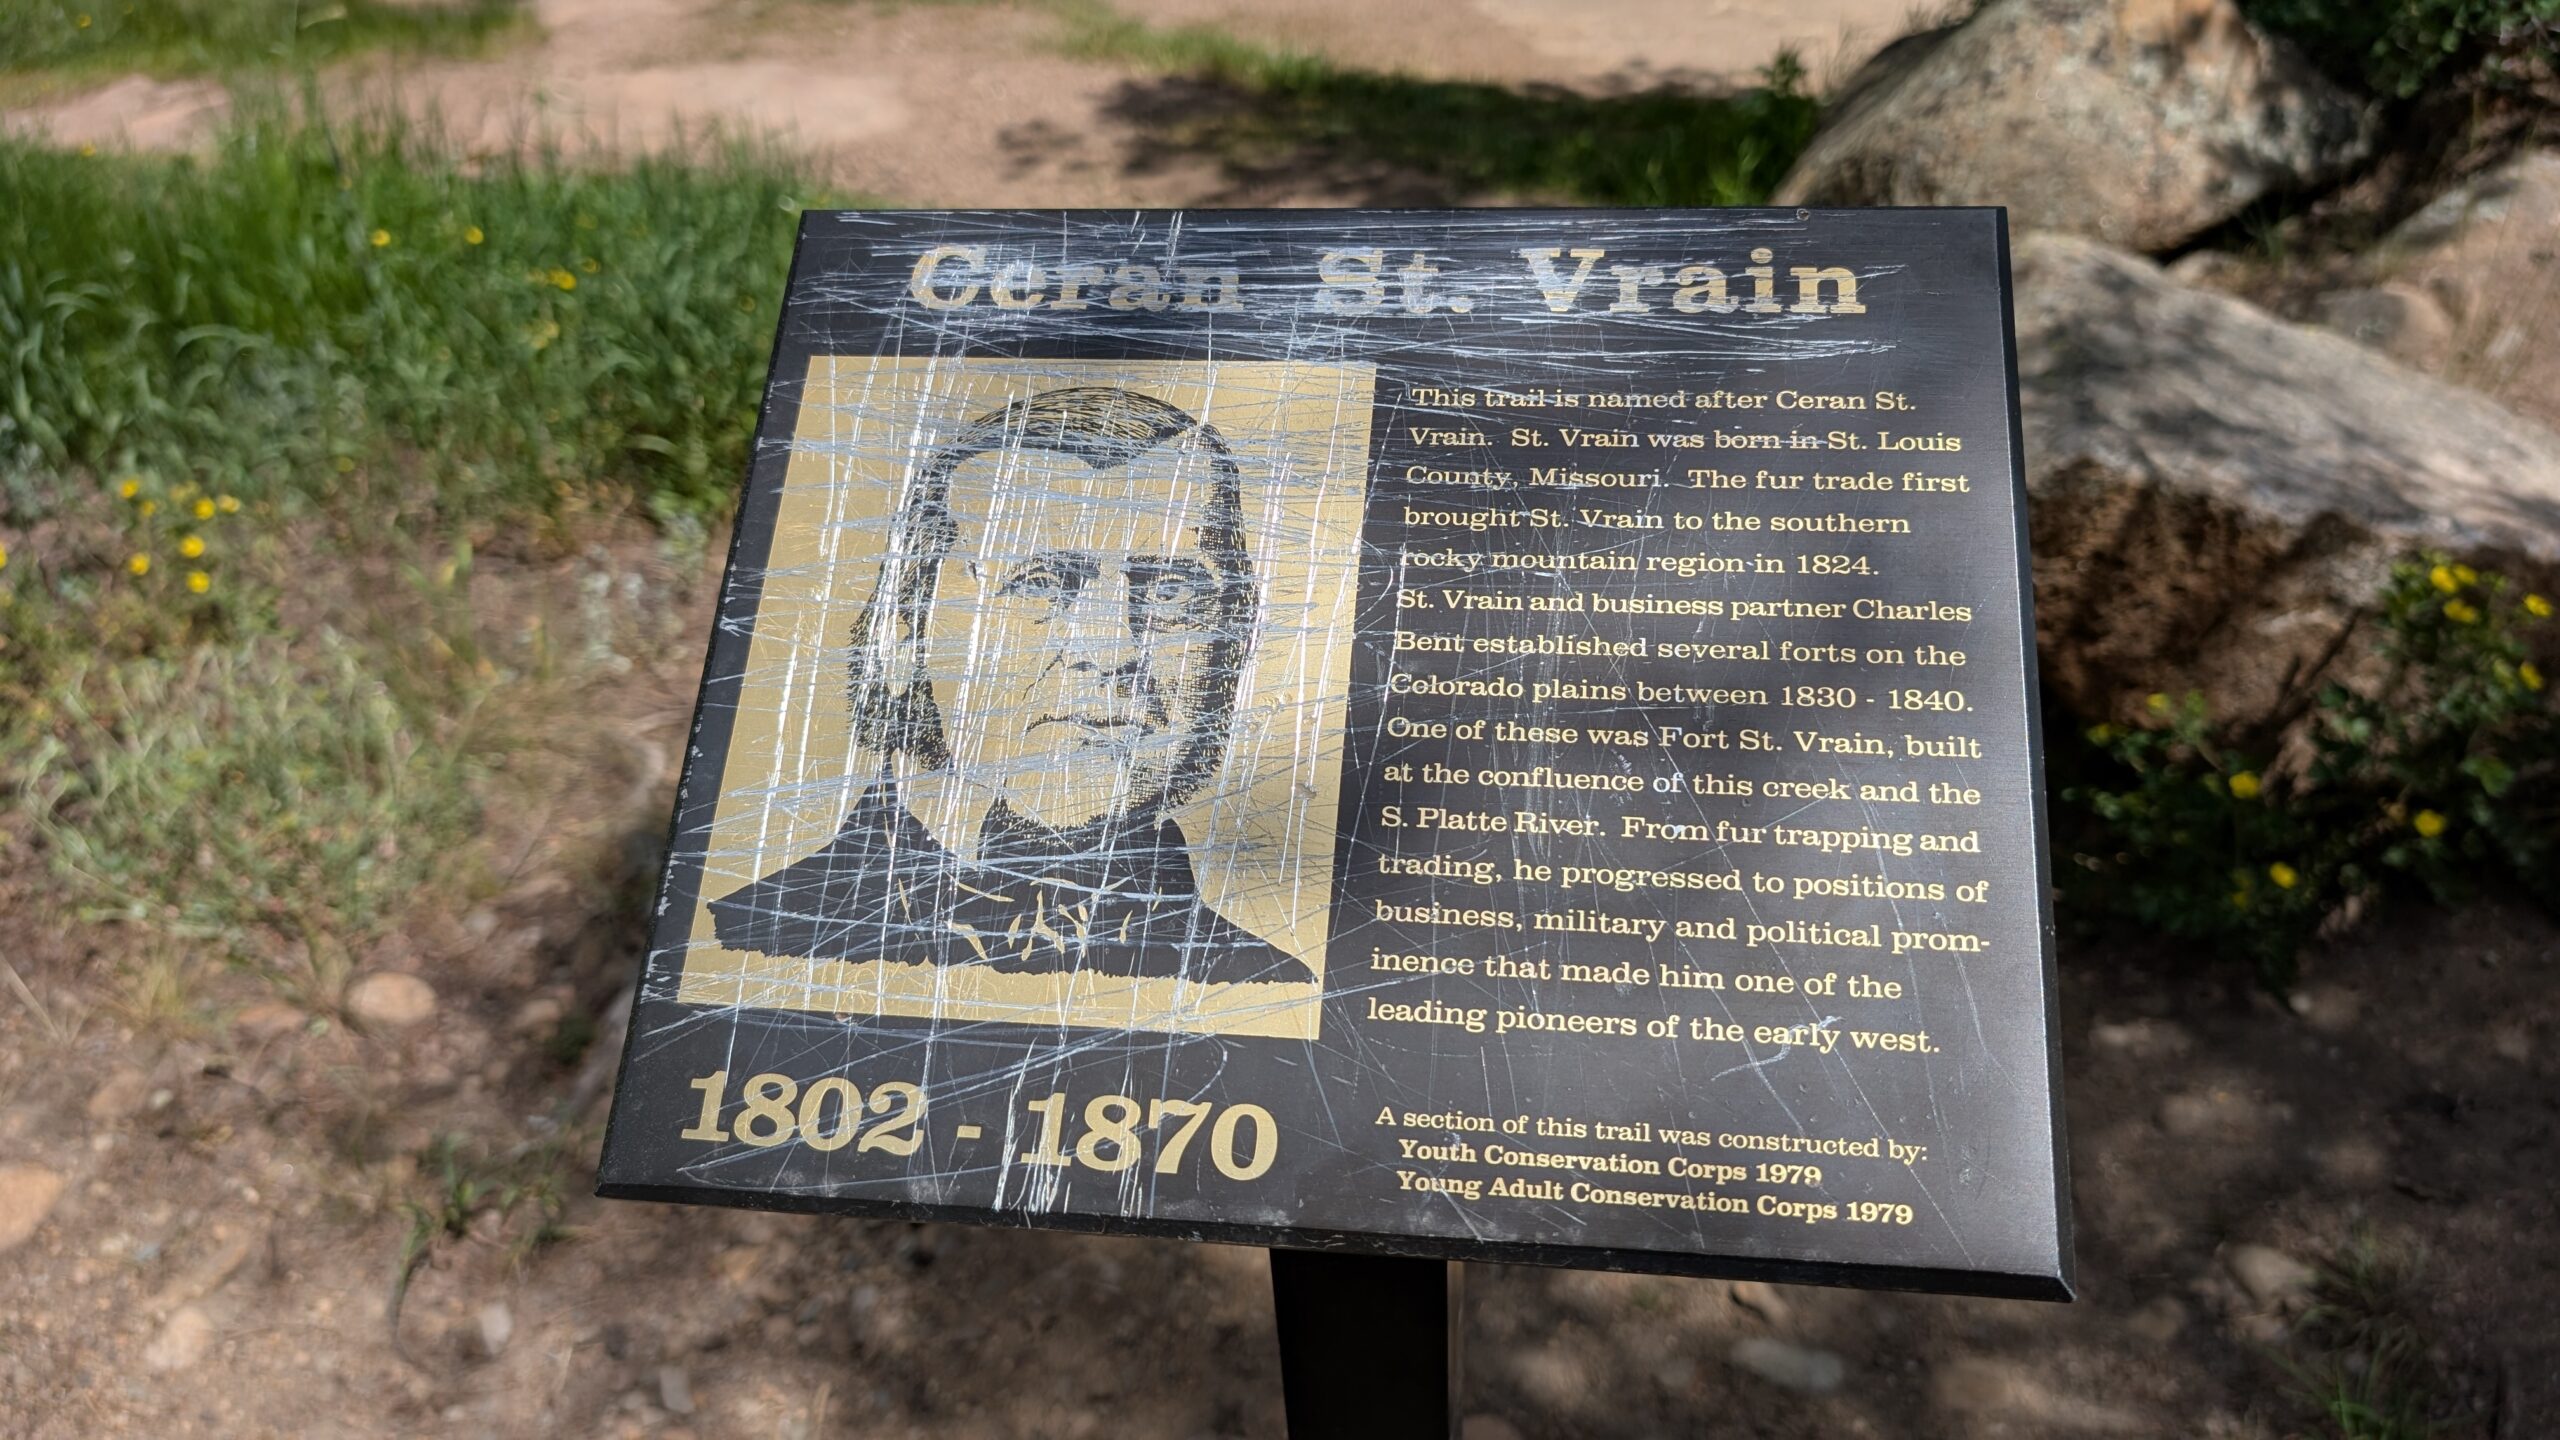 Ceran St. Vrain
This trail is named after Ceran St.
Vrain. St. Vrain was born in St. Louis
County, Missouri. The fur trade first
brought St. Vrain to the southern
rocky mountain region in 1824.
St. Vrain and business partner Charles
Bent established several forts on the
Colorado plains between 1830 - 1840.
One of these was Fort St. Vrain, built
at the confluence of this creek and the
S. Platte River. From fur trapping and
trading, he progressed to positions of
business, military and political prom-
inence that made him one of the
leading pioneers of the early west.
1802 - 1870
A section of this trail was constructed by:
Youth Conservation Corps 1979
Young Adult Conservation Corps 1979